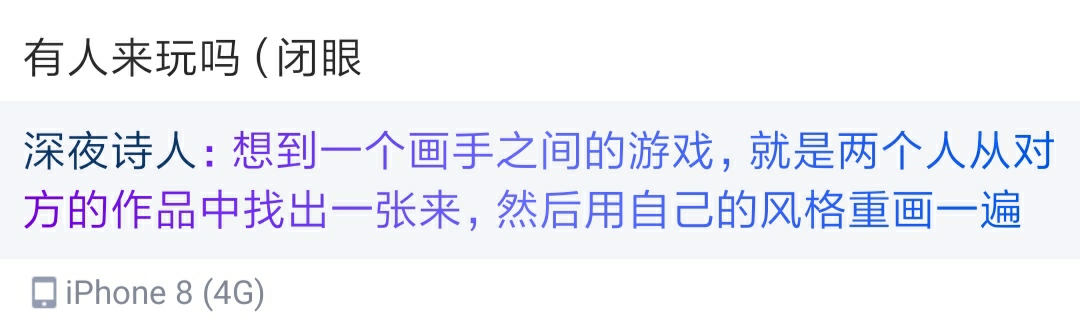 有人来玩吗（闭眼
深夜诗人：想到一个画手之间的游戏，就是两个人从对
方的作品中找出一张来，然后用自己的风格重画一遍
iPhone 8 (4G)